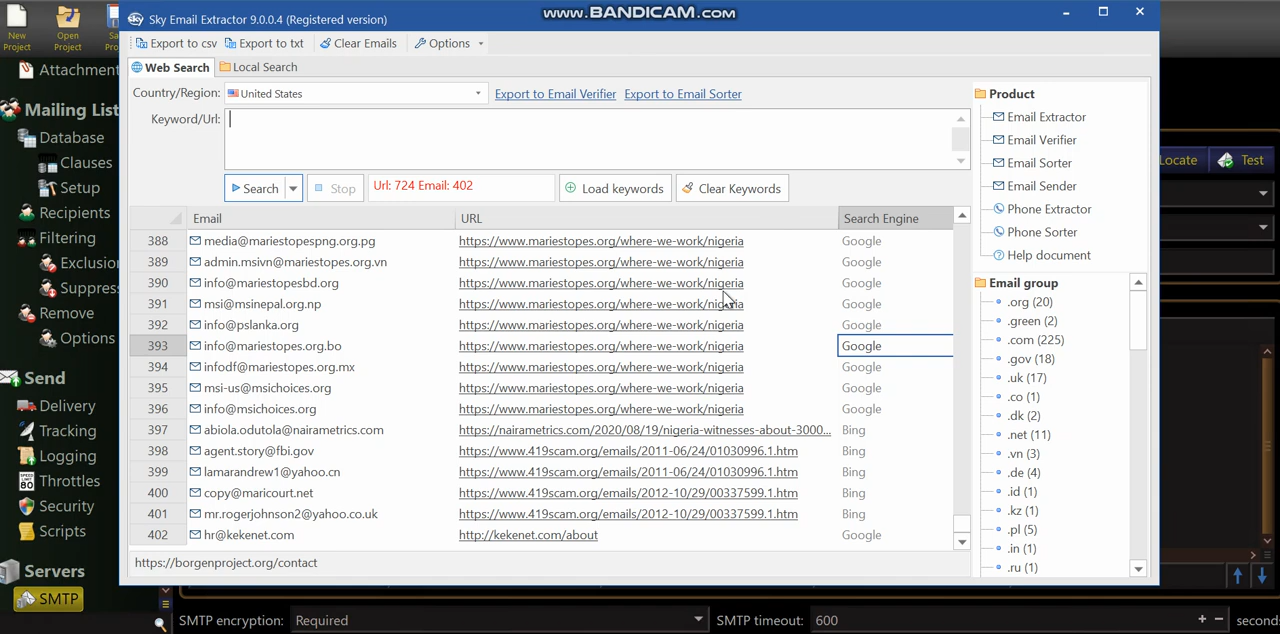 www.BANDICAM.com
Sky Email Extractor 9.0.0.4 (Registered version)
New Project
Open Project
Export to csv Export to txt Clear Emails Options
Web Search Local Search
Attachment
Country/Region: United States Export to Email Verifier Export to Email Sorter
Keyword/Url:
Search Stop Url: 724 Email: 402 Load keywords Clear Keywords
Email URL Search Engine
388 media@mariestopespng.org.pg https://www.mariestopes.org/where-we-work/nigeria Google
389 admin.msivn@mariestopes.org.vn https://www.mariestopes.org/where-we-work/nigeria Google
390 info@mariestopesbd.org https://www.mariestopes.org/where-we-work/nigeria Google
391 msi@msinepal.org.np https://www.mariestopes.org/where-we-work/nigeria Google
392 info@pslanka.org https://www.mariestopes.org/where-we-work/nigeria Google
393 info@mariestopes.org.bo https://www.mariestopes.org/where-we-work/nigeria Google
394 infodf@mariestopes.org.mx https://www.mariestopes.org/where-we-work/nigeria Google
395 msi-us@msichoices.org https://www.mariestopes.org/where-we-work/nigeria Google
396 info@msichoices.org https://www.mariestopes.org/where-we-work/nigeria Google
397 abiola.odutola@nairametrics.com https://nairametrics.com/2020/08/19/nigeria-witnesses-about-3000... Bing
398 agent.story@fbi.gov https://www.419scam.org/emails/2011-06/24/01030996.1.htm Bing
399 lamarandrew1@yahoo.cn https://www.419scam.org/emails/2011-06/24/01030996.1.htm Bing
400 copy@maricourt.net https://www.419scam.org/emails/2012-10/29/00337599.1.htm Bing
401 mr.rogerjohnson2@yahoo.co.uk https://www.419scam.org/emails/2012-10/29/00337599.1.htm Bing
402 hr@kekenet.com http://kekenet.com/about Google
https://borgenproject.org/contact
Product
Email Extractor
Email Verifier
Email Sorter
Email Sender
Phone Extractor
Phone Sorter
Help document
Email group
.org (20)
.green (2)
.com (225)
.gov (18)
.uk (17)
.co (1)
.dk (2)
.net (11)
.vn (3)
.de (4)
.id (1)
.kz (1)
.pl (5)
.in (1)
.ru (1)
Mailing List
Database
Clauses
Setup
Recipients
Filtering
Exclusion
Suppress
Remove
Options
Send
Delivery
Tracking
Logging
Throttles
Security
Scripts
Servers
SMTP
Locate Test
SMTP encryption: Required SMTP timeout: 600 seconds